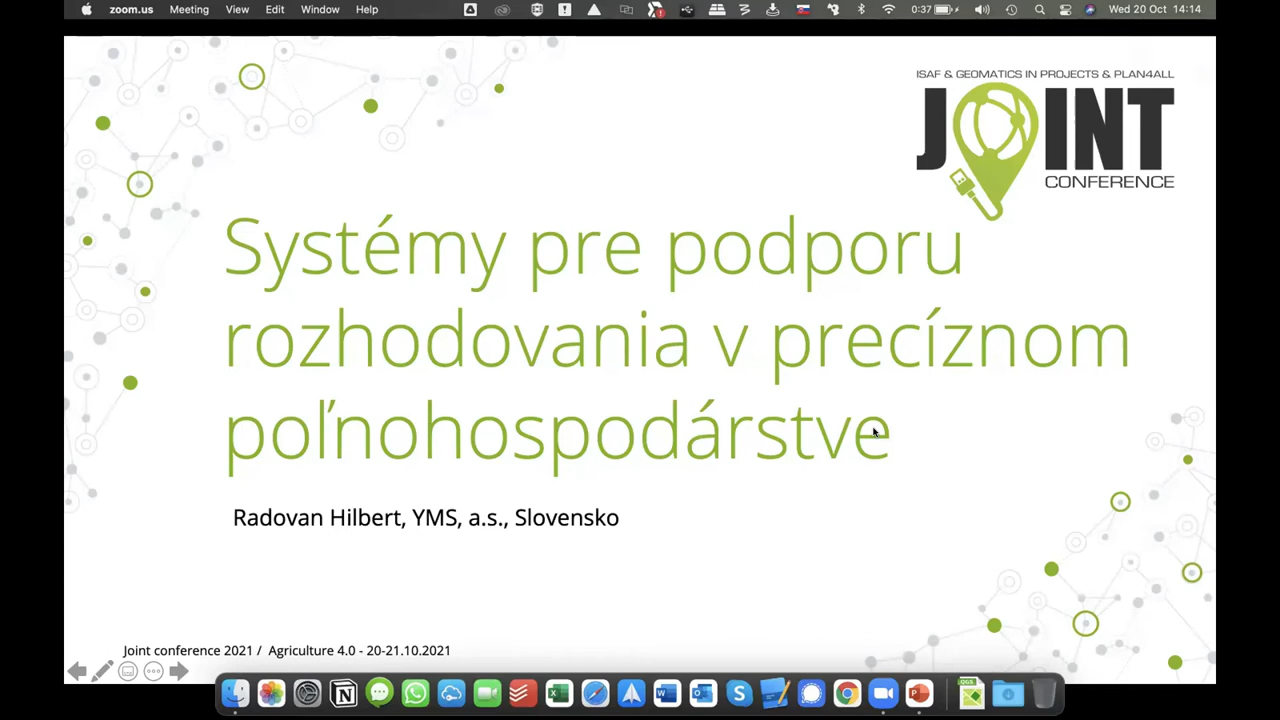 zoom.us Meeting View Edit Window Help 0:37 Wed 20 Oct 14:14
ISAF & GEOMATICS IN PROJECTS & PLAN4ALL
JOINT
CONFERENCE
Systémy pre podporu
rozhodovania v precíznom
poľnohospodárstve
Radovan Hilbert, YMS, a.s., Slovensko
Joint conference 2021 / Agriculture 4.0 - 20-21.10.2021